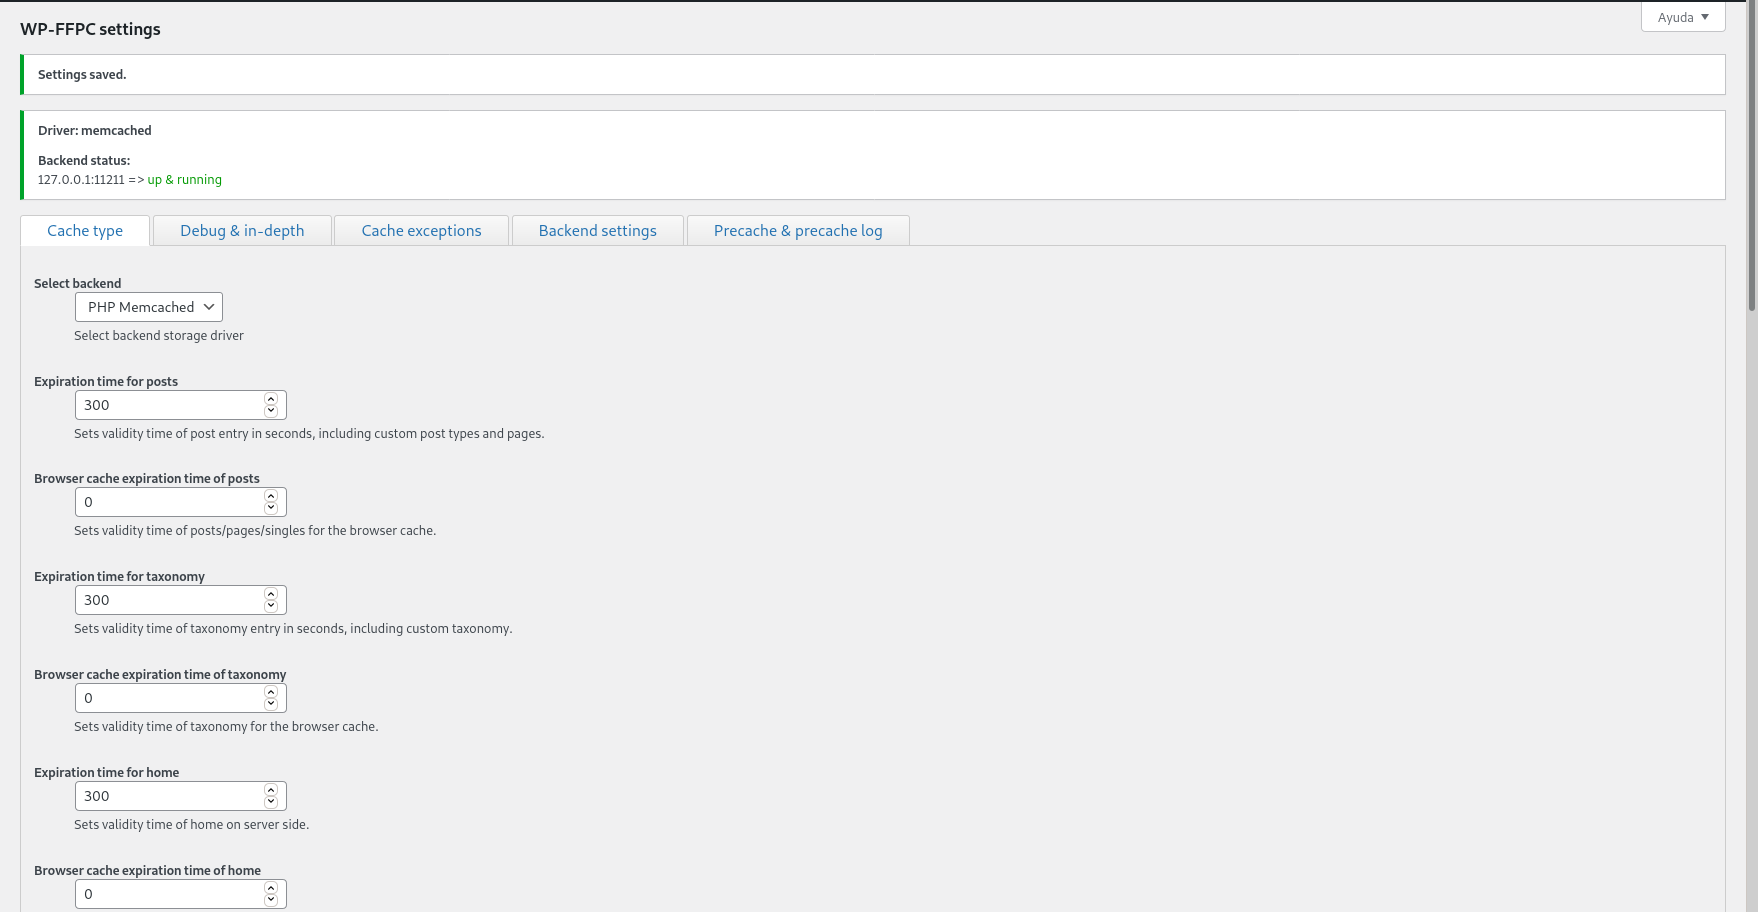 Ayuda
WP-FFPC settings
Settings saved.
Driver: memcached
Backend status:
127.0.0.1:11211 => up & running
Cache type Debug & in-depth Cache exceptions Backend settings Precache & precache log
Select backend
PHP Memcached
Select backend storage driver
Expiration time for posts
300
Sets validity time of post entry in seconds, including custom post types and pages.
Browser cache expiration time of posts
0
Sets validity time of posts/pages/singles for the browser cache.
Expiration time for taxonomy
300
Sets validity time of taxonomy entry in seconds, including custom taxonomy.
Browser cache expiration time of taxonomy
0
Sets validity time of taxonomy for the browser cache.
Expiration time for home
300
Sets validity time of home on server side.
Browser cache expiration time of home
0